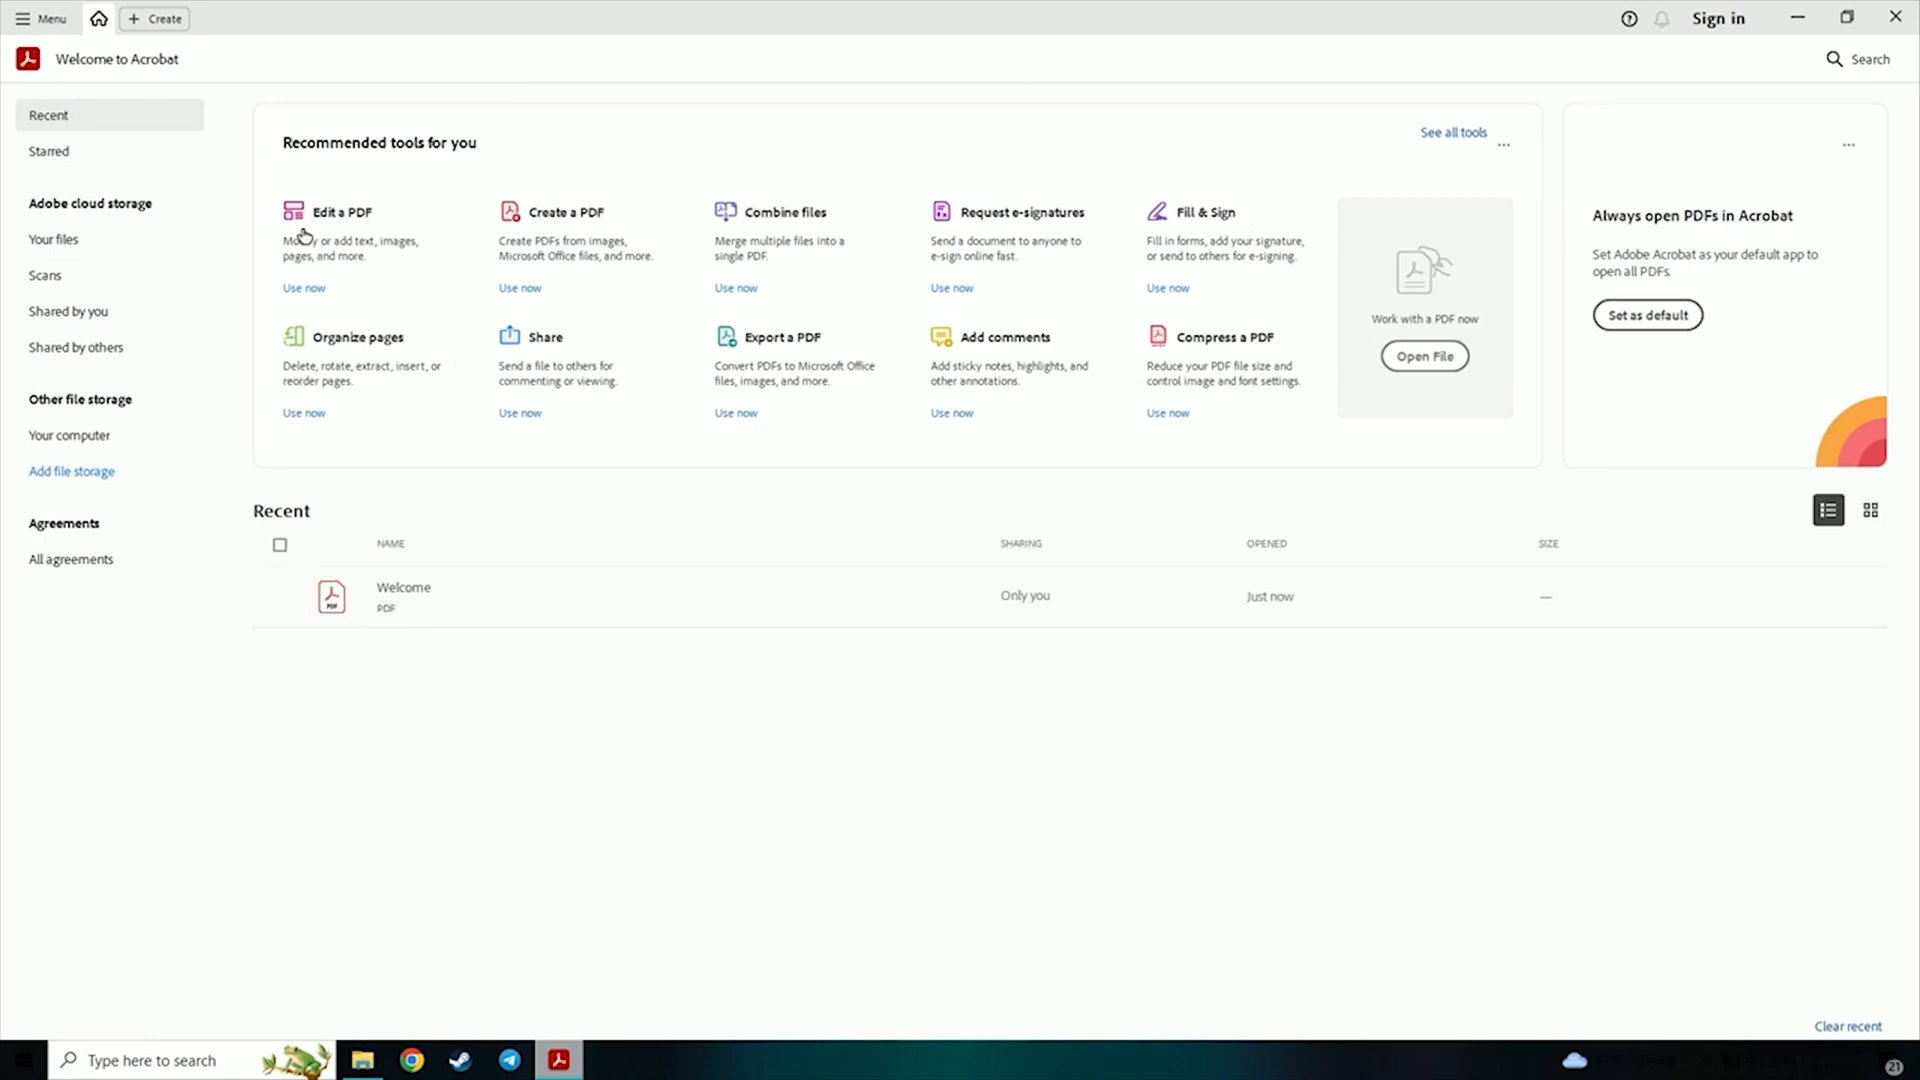 Menu
Create
Sign in
Welcome to Acrobat
Search
Recent
Starred
Adobe cloud storage
Your files
Scans
Shared by you
Shared by others
Other file storage
Your computer
Add file storage
Agreements
All agreements
Recommended tools for you
See all tools
Edit a PDF
or add text, images,
pages, and more.
Use now
Create a PDF
Create PDFs from images,
Microsoft Office files, and more.
Use now
Combine files
Merge multiple files into a
single PDF.
Use now
Request e-signatures
Send a document to anyone to
e-sign online fast.
Use now
Fill & Sign
Fill in forms, add your signature,
or send to others for e-signing.
Use now
Organize pages
Delete, rotate, extract, insert, or
reorder pages.
Use now
Share
Send a file to others for
commenting or viewing.
Use now
Export a PDF
Convert PDFs to Microsoft Office
files, images, and more.
Use now
Add comments
Add sticky notes, highlights, and
other annotations.
Use now
Compress a PDF
Reduce your PDF file size and
control image and font settings.
Use now
Work with a PDF now
Open File
Always open PDFs in Acrobat
Set Adobe Acrobat as your default app to
open all PDFs.
Set as default
Recent
NAME
SHARING
OPENED
SIZE
Welcome
PDF
Only you
Just now
—
Clear recent
Type here to search
21